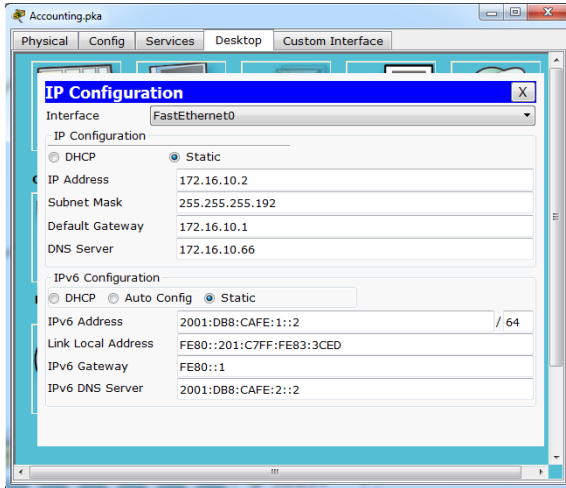 Accounting.pka
Physical Config Services Desktop Custom Interface
IP Configuration X
Interface FastEthernet0
IP Configuration
DHCP Static
IP Address 172.16.10.2
Subnet Mask 255.255.255.192
Default Gateway 172.16.10.1
DNS Server 172.16.10.66
IPv6 Configuration
DHCP Auto Config Static
IPv6 Address 2001:DB8:CAFE:1::2 / 64
Link Local Address FE80::201:C7FF:FE83:3CED
IPv6 Gateway FE80::1
IPv6 DNS Server 2001:DB8:CAFE:2::2